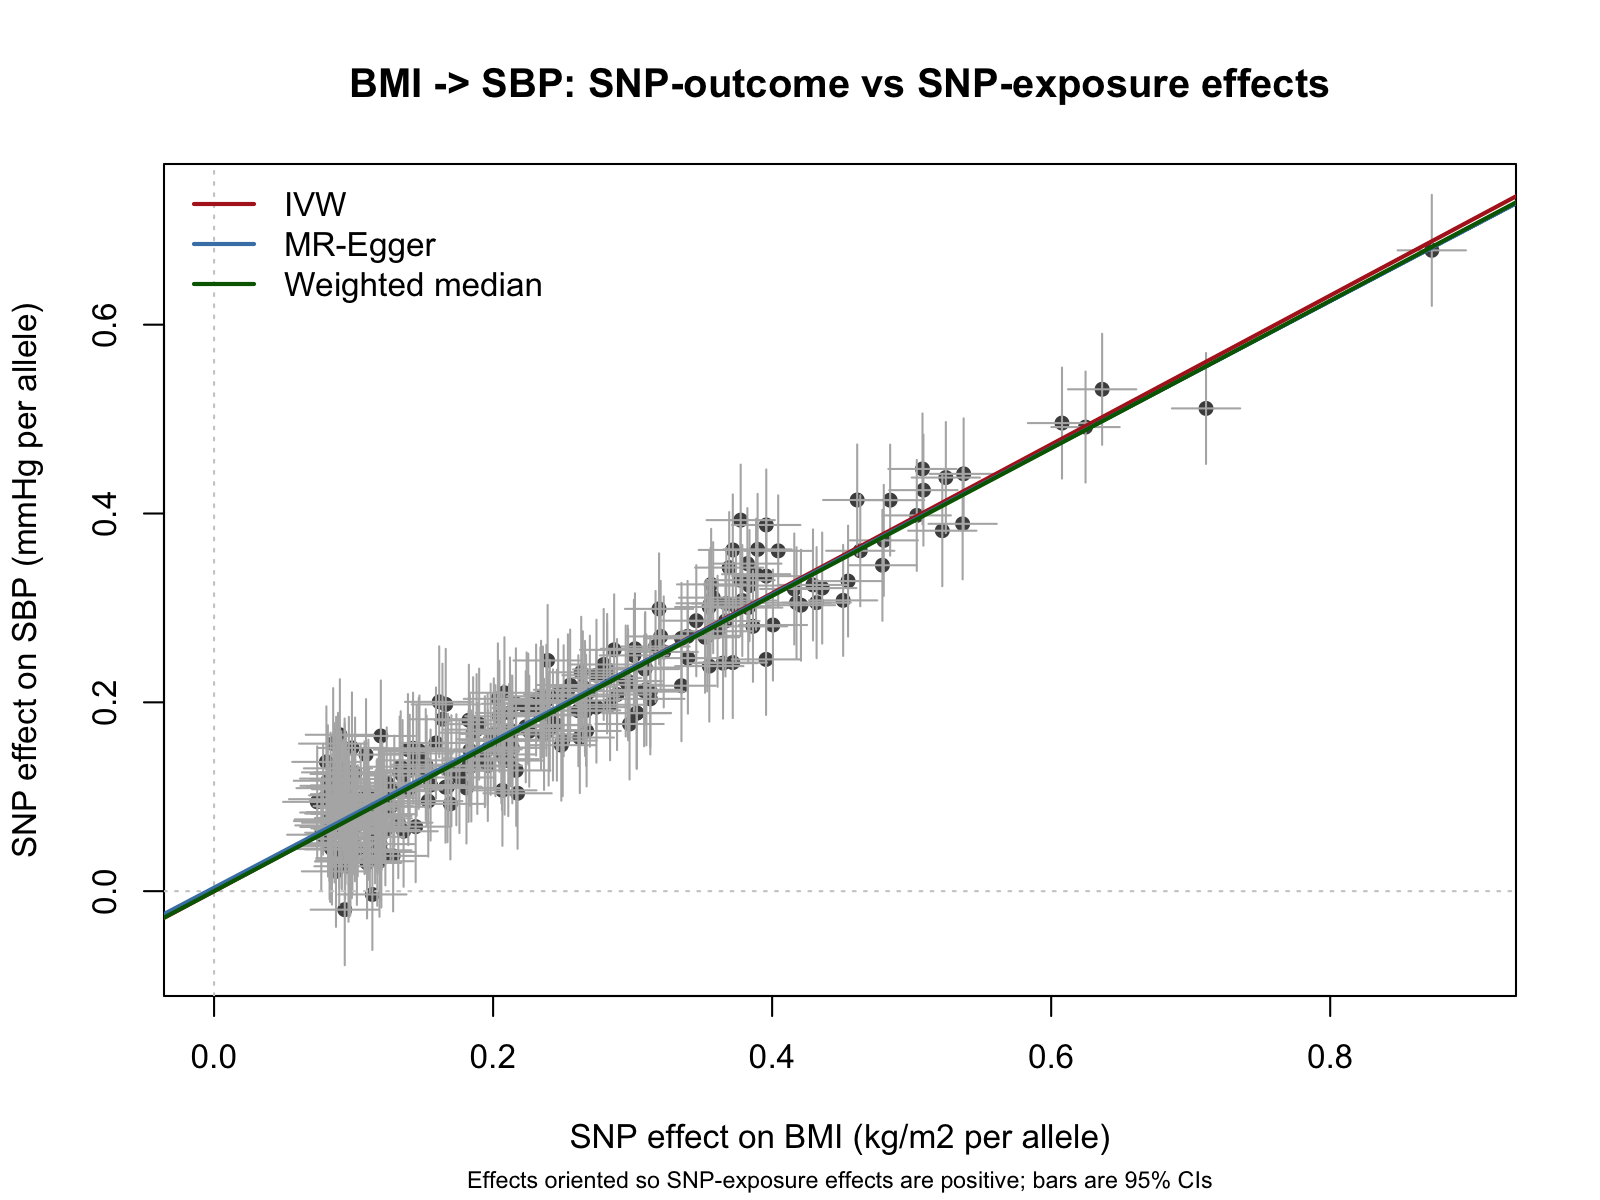 BMI -> SBP: SNP-outcome vs SNP-exposure effects
IVW
MR-Egger
Weighted median
SNP effect on SBP (mmHg per allele)
0.6
0.4
0.2
0.0
0.0 0.2 0.4 0.6 0.8
SNP effect on BMI (kg/m2 per allele)
Effects oriented so SNP-exposure effects are positive; bars are 95% CIs